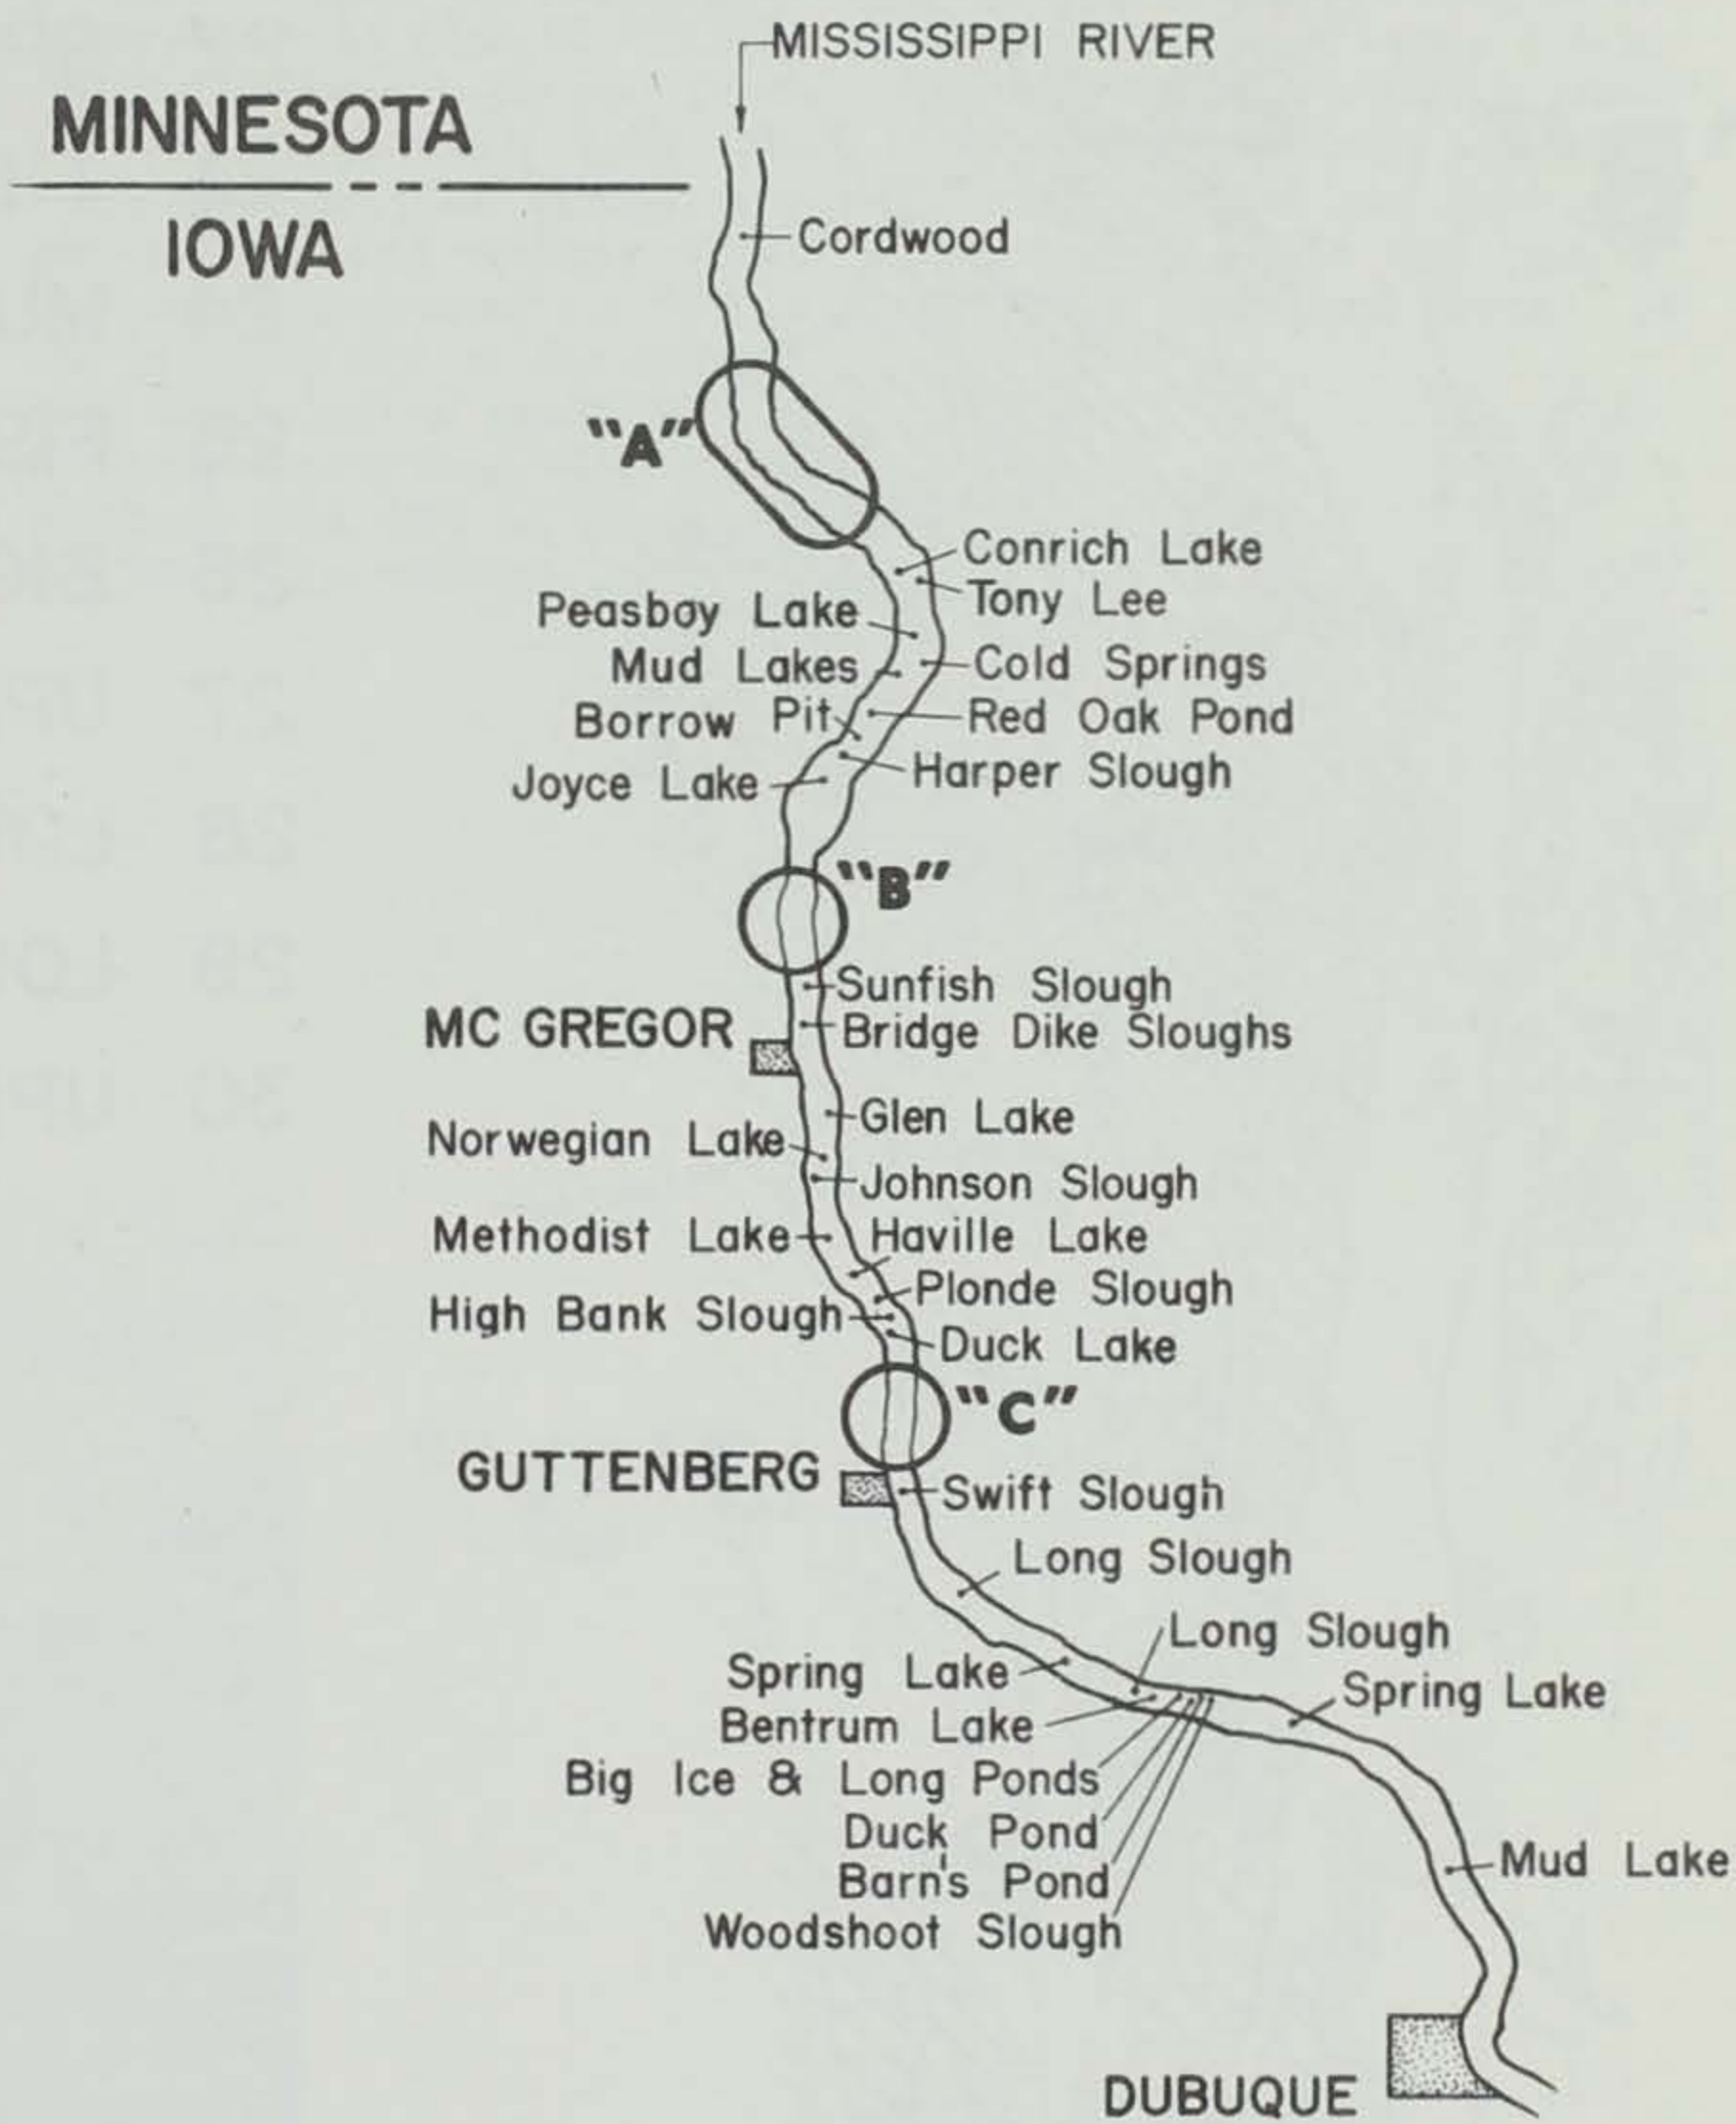 MISSISSIPPI RIVER
MINNESOTA
IOWA
Cordwood
"A"
Conrich Lake
Tony Lee
Peasboy Lake
Cold Springs
Mud Lakes
Red Oak Pond
Borrow Pit
Harper Slough
Joyce Lake
"B"
Sunfish Slough
MC GREGOR
Bridge Dike Sloughs
Glen Lake
Norwegian Lake
Johnson Slough
Methodist Lake
Haville Lake
Plonde Slough
High Bank Slough
Duck Lake
"C"
GUTTENBERG
Swift Slough
Long Slough
Long Slough
Spring Lake
Spring Lake
Bentrum Lake
Big Ice & Long Ponds
Duck Pond
Mud Lake
Barn's Pond
Woodshoot Slough
DUBUQUE